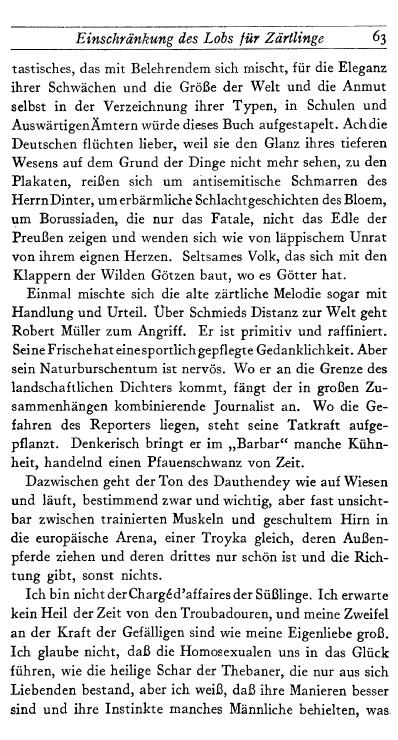 Einschränkung des Lobs für Zärtlinge 63
tastisches, das mit Belehrendem sich mischt, für die Eleganz
ihrer Schwächen und die Größe der Welt und die Anmut
selbst in der Verzeichnung ihrer Typen, in Schulen und
Auswärtigen Ämtern würde dieses Buch aufgestapelt. Ach die
Deutschen flüchten lieber, weil sie den Glanz ihres tieferen
Wesens auf dem Grund der Dinge nicht mehr sehen, zu den
Plakaten, reißen sich um antisemitische Schmarren des
Herrn Dinter, um erbärmliche Schlachtgeschichten des Bloem,
um Borussiaden, die nur das Fatale, nicht das Edle der
Preußen zeigen und wenden sich wie von läppischem Unrat
von ihrem eignen Herzen. Seltsames Volk, das sich mit den
Klappern der Wilden Götzen baut, wo es Götter hat.
Einmal mischte sich die alte zärtliche Melodie sogar mit
Handlung und Urteil. Über Schmieds Distanz zur Welt geht
Robert Müller zum Angriff. Er ist primitiv und raffiniert.
Seine Frische hat eine sportlich gepflegte Gedanklichkeit. Aber
sein Naturburschentum ist nervös. Wo er an die Grenze des
landschaftlichen Dichters kommt, fängt der in großen Zu-
sammenhängen kombinierende Journalist an. Wo die Ge-
fahren des Reporters liegen, steht seine Tatkraft aufge-
pflanzt. Denkerisch bringt er im „Barbar“ manche Kühn-
heit, handelnd einen Pfauenschwanz von Zeit.
Dazwischen geht der Ton des Dauthendey wie auf Wiesen
und läuft, bestimmend zwar und wichtig, aber fast unsicht-
bar zwischen trainierten Muskeln und geschultem Hirn in
die europäische Arena, einer Troyka gleich, deren Außen-
pferde ziehen und deren drittes nur schön ist und die Rich-
tung gibt, sonst nichts.
Ich bin nicht der Chargéd'affaires der Süßlinge. Ich erwarte
kein Heil der Zeit von den Troubadouren, und meine Zweifel
an der Kraft der Gefälligen sind wie meine Eigenliebe groß.
Ich glaube nicht, daß die Homosexualen uns in das Glück
führen, wie die heilige Schar der Thebaner, die nur aus sich
Liebenden bestand, aber ich weiß, daß ihre Manieren besser
sind und ihre Instinkte manches Männliche behielten, was